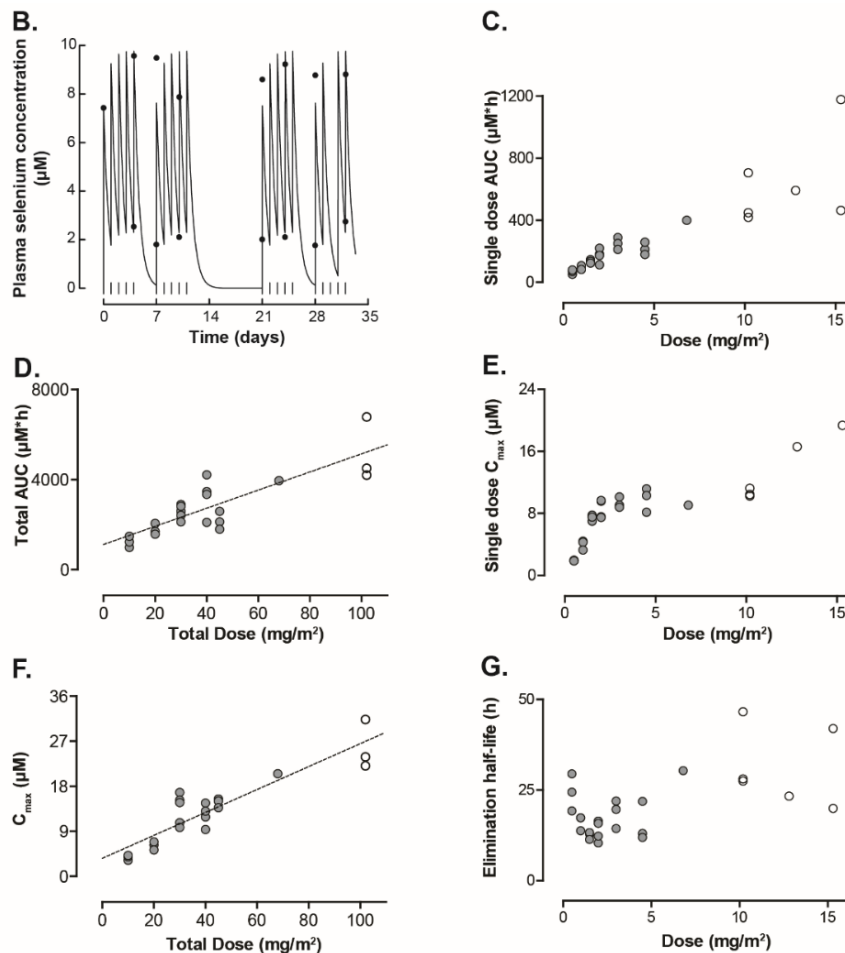 B.
Plasma selenium concentration
(µM)
10
8
6
4
2
0
0 7 14 21 28 35
Time (days)
C.
Single dose AUC (µM*h)
1200
800
400
0
0 5 10 15
Dose (mg/m²)
D.
Total AUC (µM*h)
8000
4000
0
0 20 40 60 80 100
Total Dose (mg/m²)
E.
Single dose Cmax (µM)
24
16
8
0
0 5 10 15
Dose (mg/m²)
F.
Cmax (µM)
36
27
18
9
0
0 20 40 60 80 100
Total Dose (mg/m²)
G.
Elimination half-life (h)
50
25
0
0 5 10 15
Dose (mg/m²)